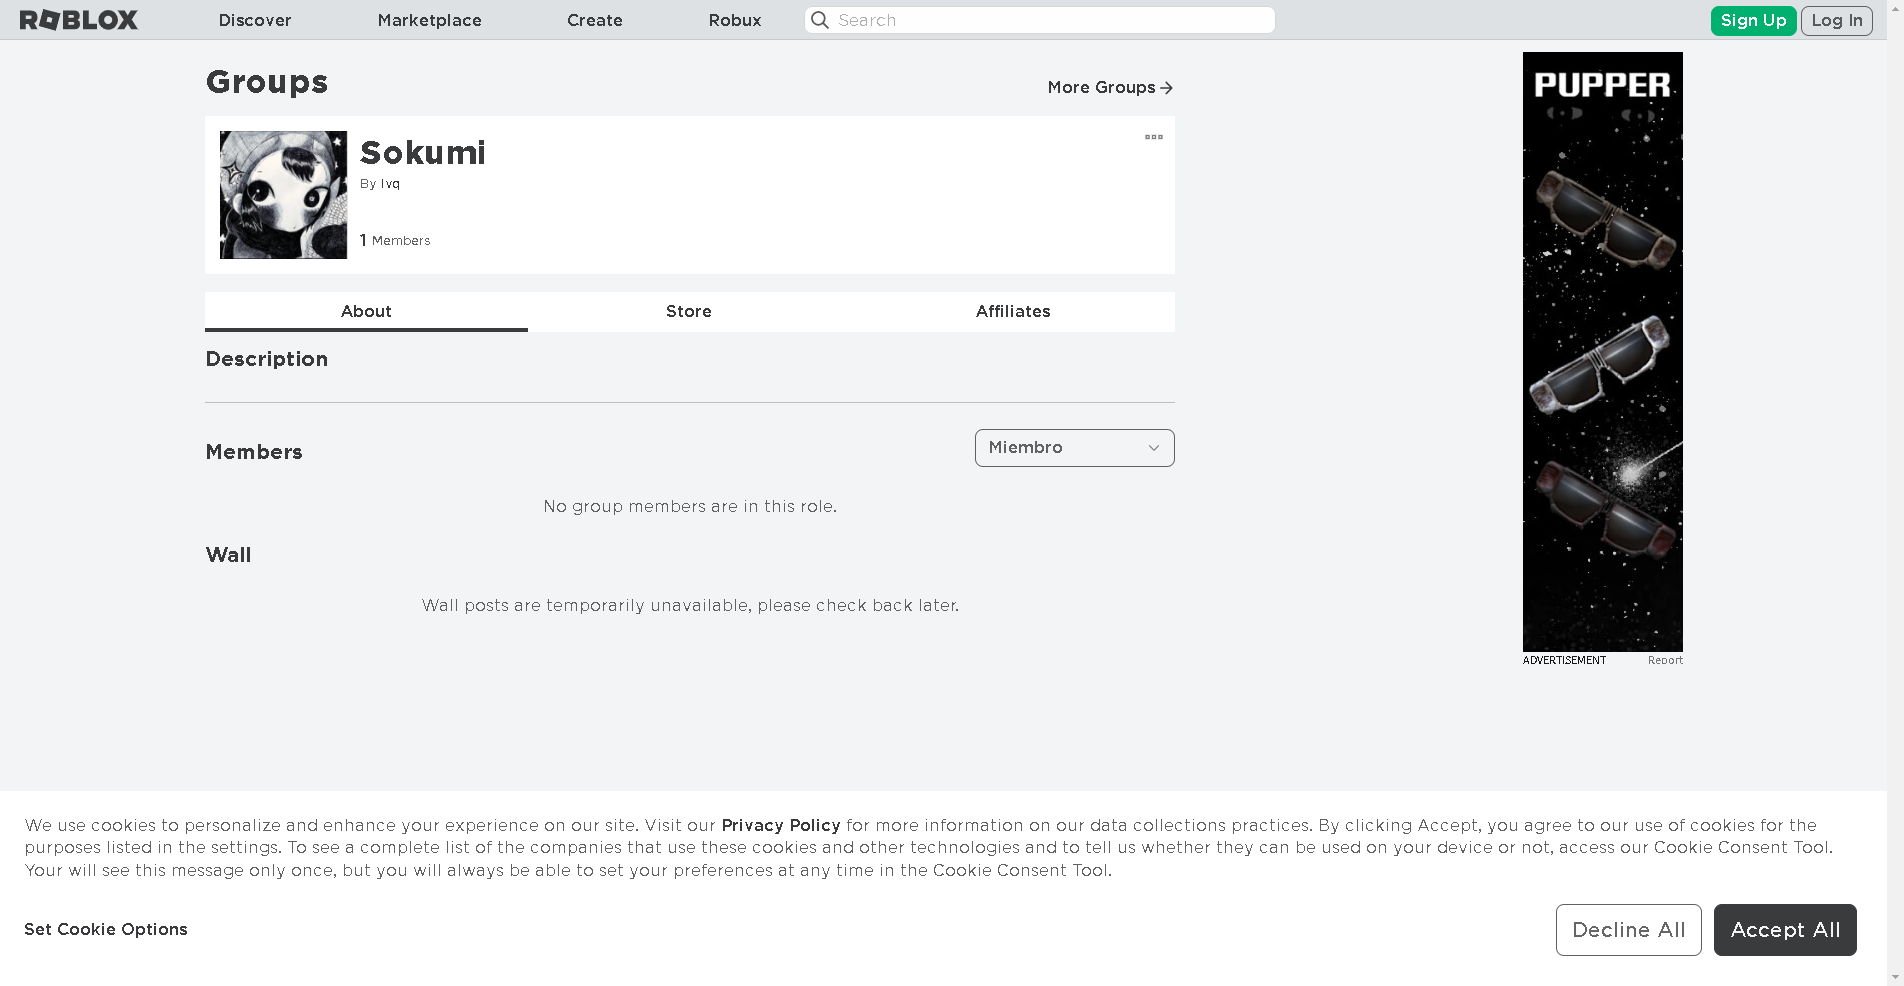 ROBLOX
Discover
Marketplace
Create
Robux
Search
Sign Up
Log In
Groups
More Groups
Sokumi
By lvq
1 Members
About
Store
Affiliates
Description
Members
Miembro
No group members are in this role.
Wall
Wall posts are temporarily unavailable, please check back later.
PUPPER
ADVERTISEMENT
Report
We use cookies to personalize and enhance your experience on our site. Visit our Privacy Policy for more information on our data collections practices. By clicking Accept, you agree to our use of cookies for the
purposes listed in the settings. To see a complete list of the companies that use these cookies and other technologies and to tell us whether they can be used on your device or not, access our Cookie Consent Tool.
Your will see this message only once, but you will always be able to set your preferences at any time in the Cookie Consent Tool.
Set Cookie Options
Decline All
Accept All